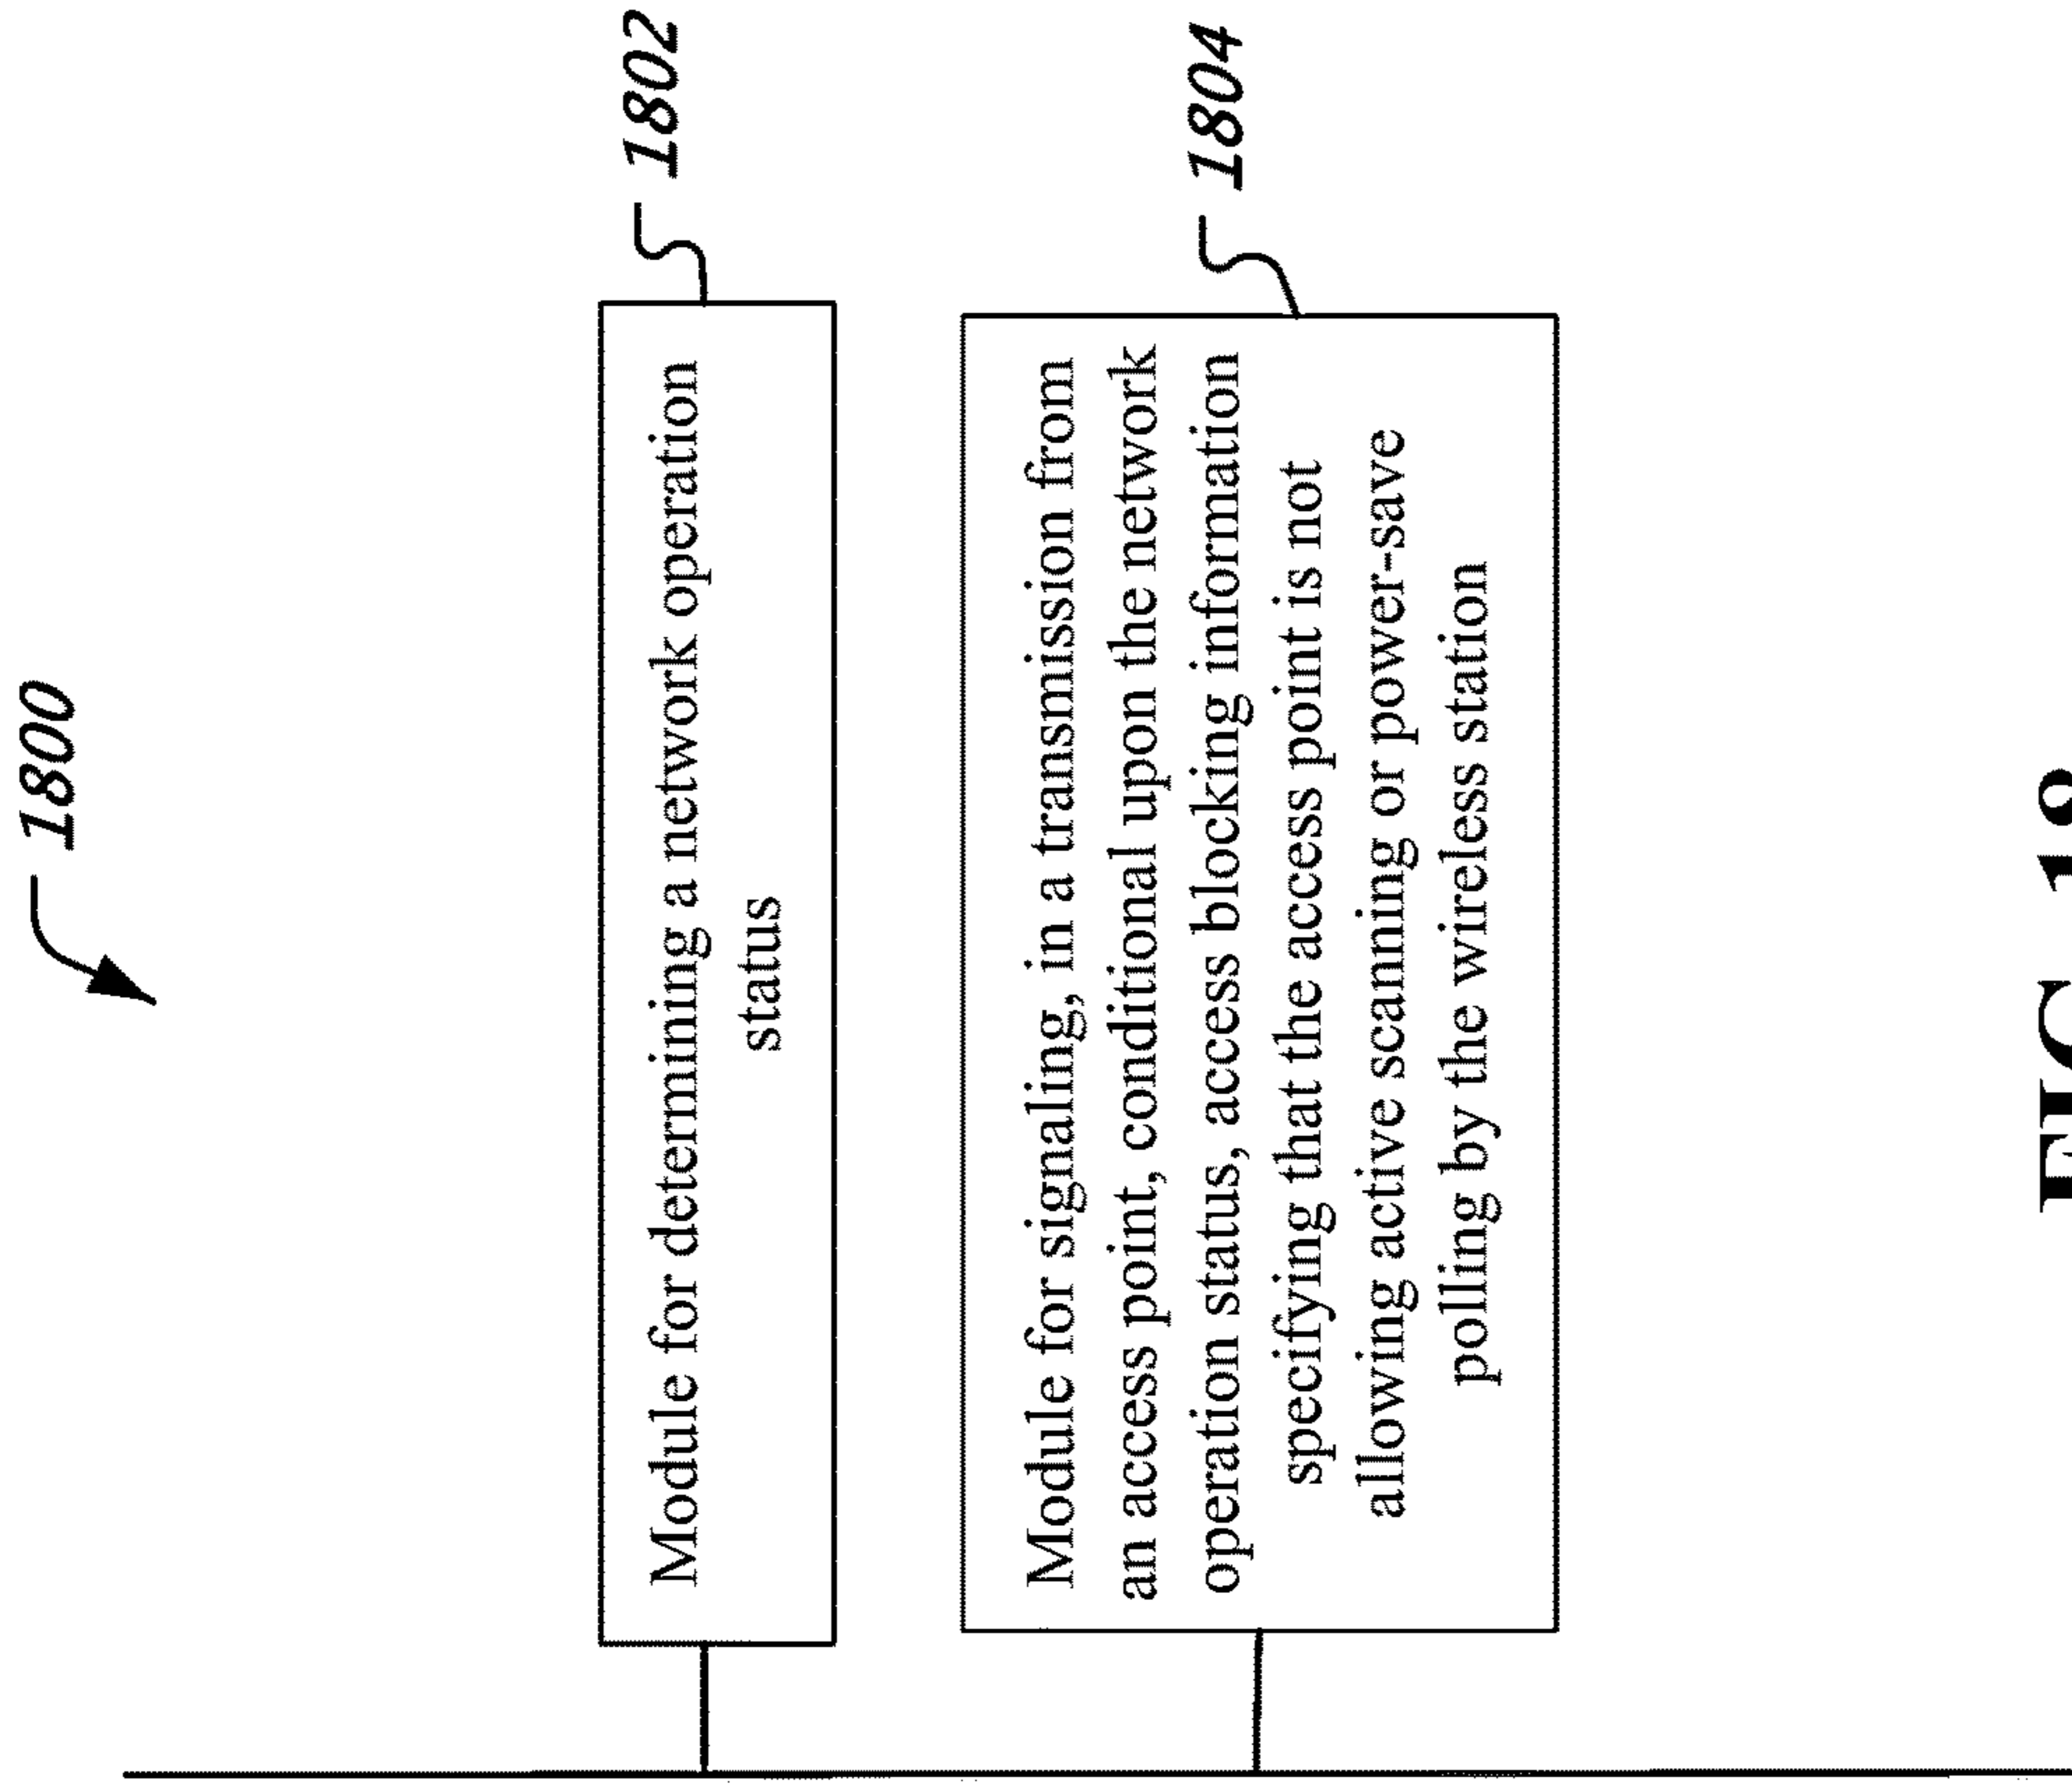 1800
Module for determining a network operation
status
1802
Module for signaling, in a transmission from
an access point, conditional upon the network
operation status, access blocking information
specifying that the access point is not
allowing active scanning or power-save
polling by the wireless station
1804
FIG. 18